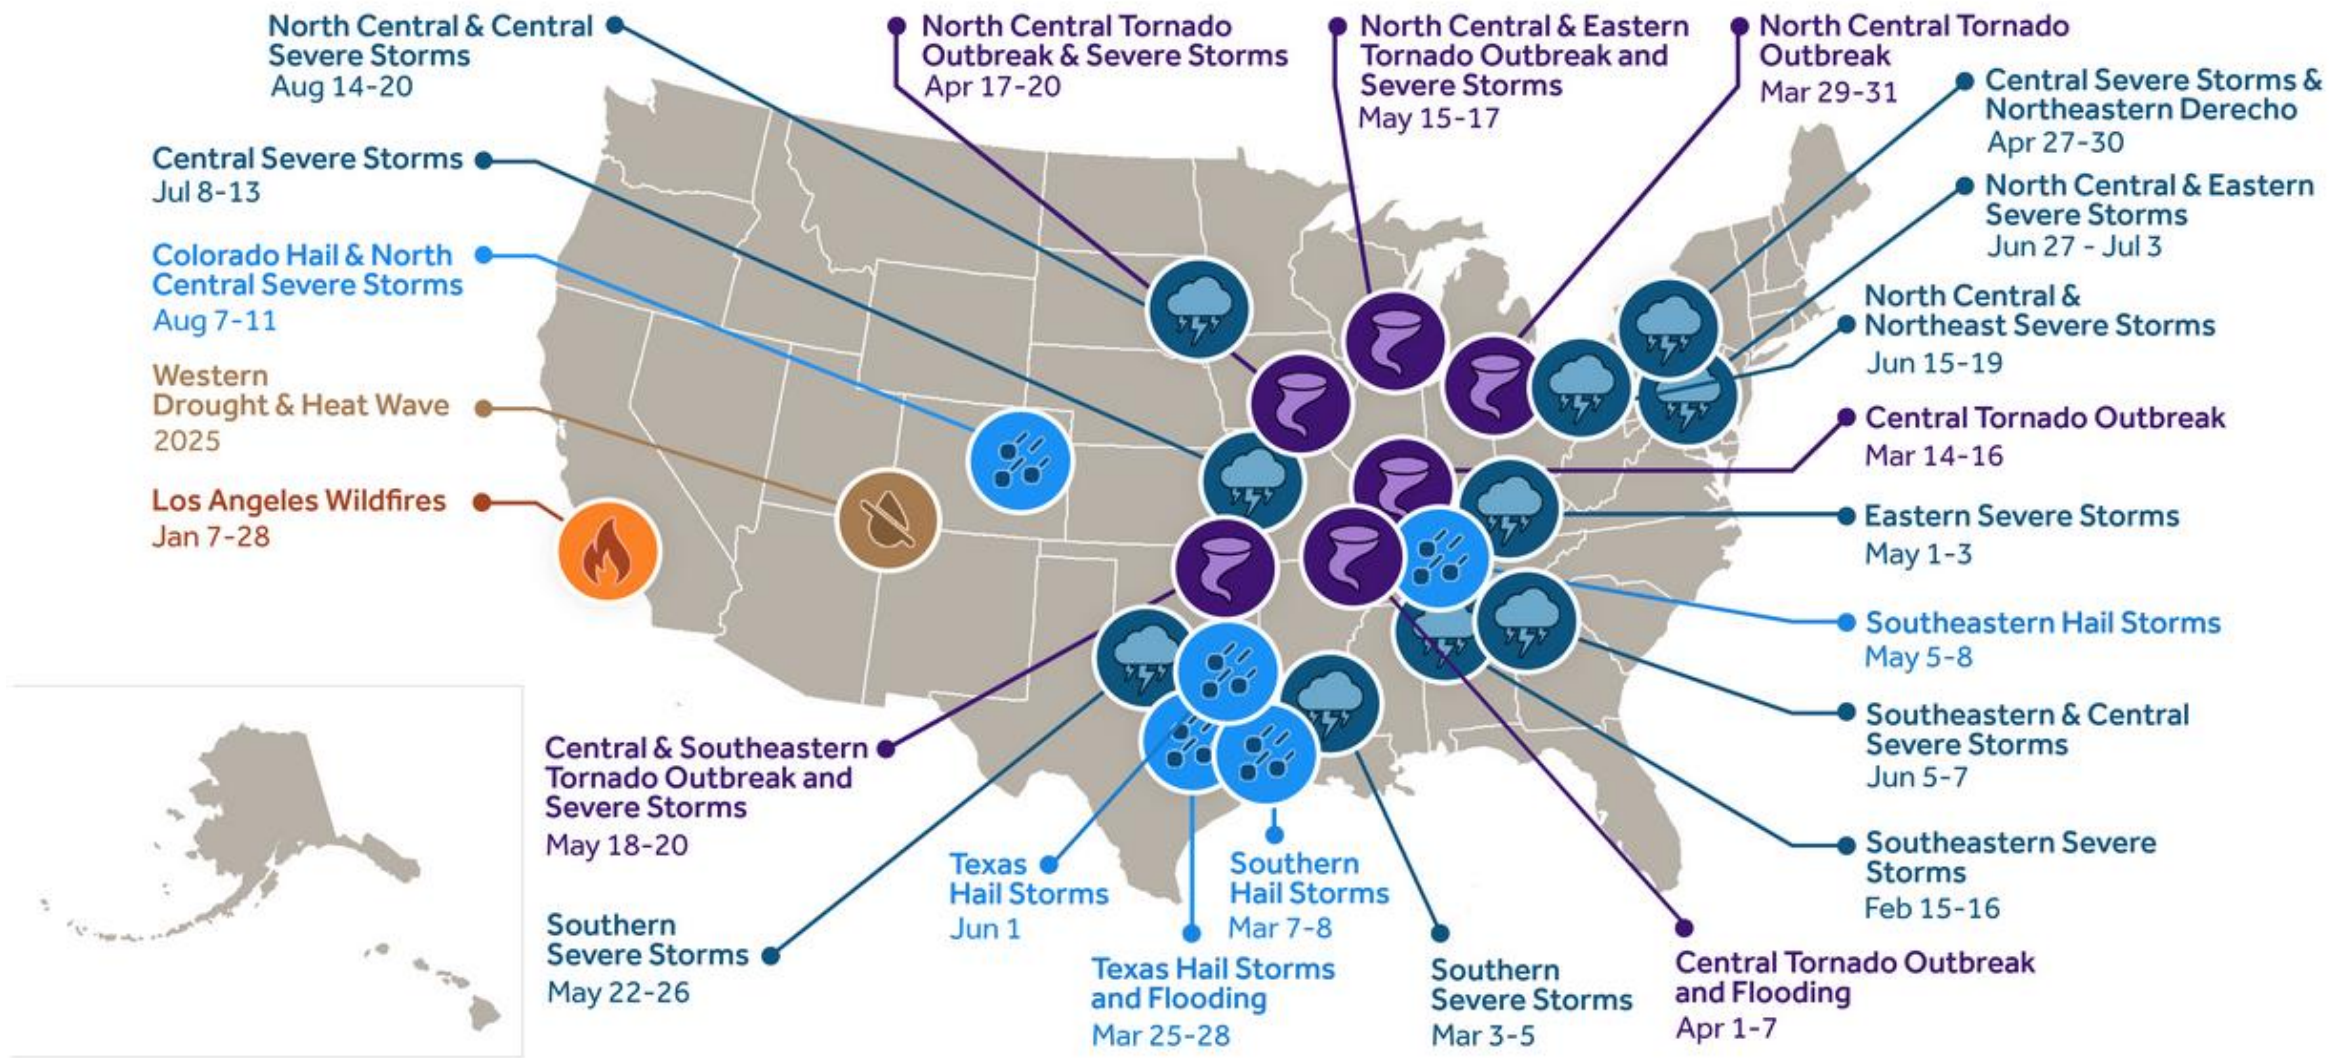 North Central & Central
Severe Storms
Aug 14-20
North Central Tornado
Outbreak & Severe Storms
Apr 17-20
North Central & Eastern
Tornado Outbreak and
Severe Storms
May 15-17
North Central Tornado
Outbreak
Mar 29-31
Central Severe Storms &
Northeastern Derecho
Apr 27-30
Central Severe Storms
Jul 8-13
North Central & Eastern
Severe Storms
Jun 27 - Jul 3
Colorado Hail & North
Central Severe Storms
Aug 7-11
North Central &
Northeast Severe Storms
Jun 15-19
Western
Drought & Heat Wave
2025
Central Tornado Outbreak
Mar 14-16
Los Angeles Wildfires
Jan 7-28
Eastern Severe Storms
May 1-3
Southeastern Hail Storms
May 5-8
Southeastern & Central
Severe Storms
Jun 5-7
Central & Southeastern
Tornado Outbreak and
Severe Storms
May 18-20
Southeastern Severe
Storms
Feb 15-16
Texas
Hail Storms
Jun 1
Southern
Hail Storms
Mar 7-8
Southern
Severe Storms
May 22-26
Texas Hail Storms
and Flooding
Mar 25-28
Southern
Severe Storms
Mar 3-5
Central Tornado Outbreak
and Flooding
Apr 1-7